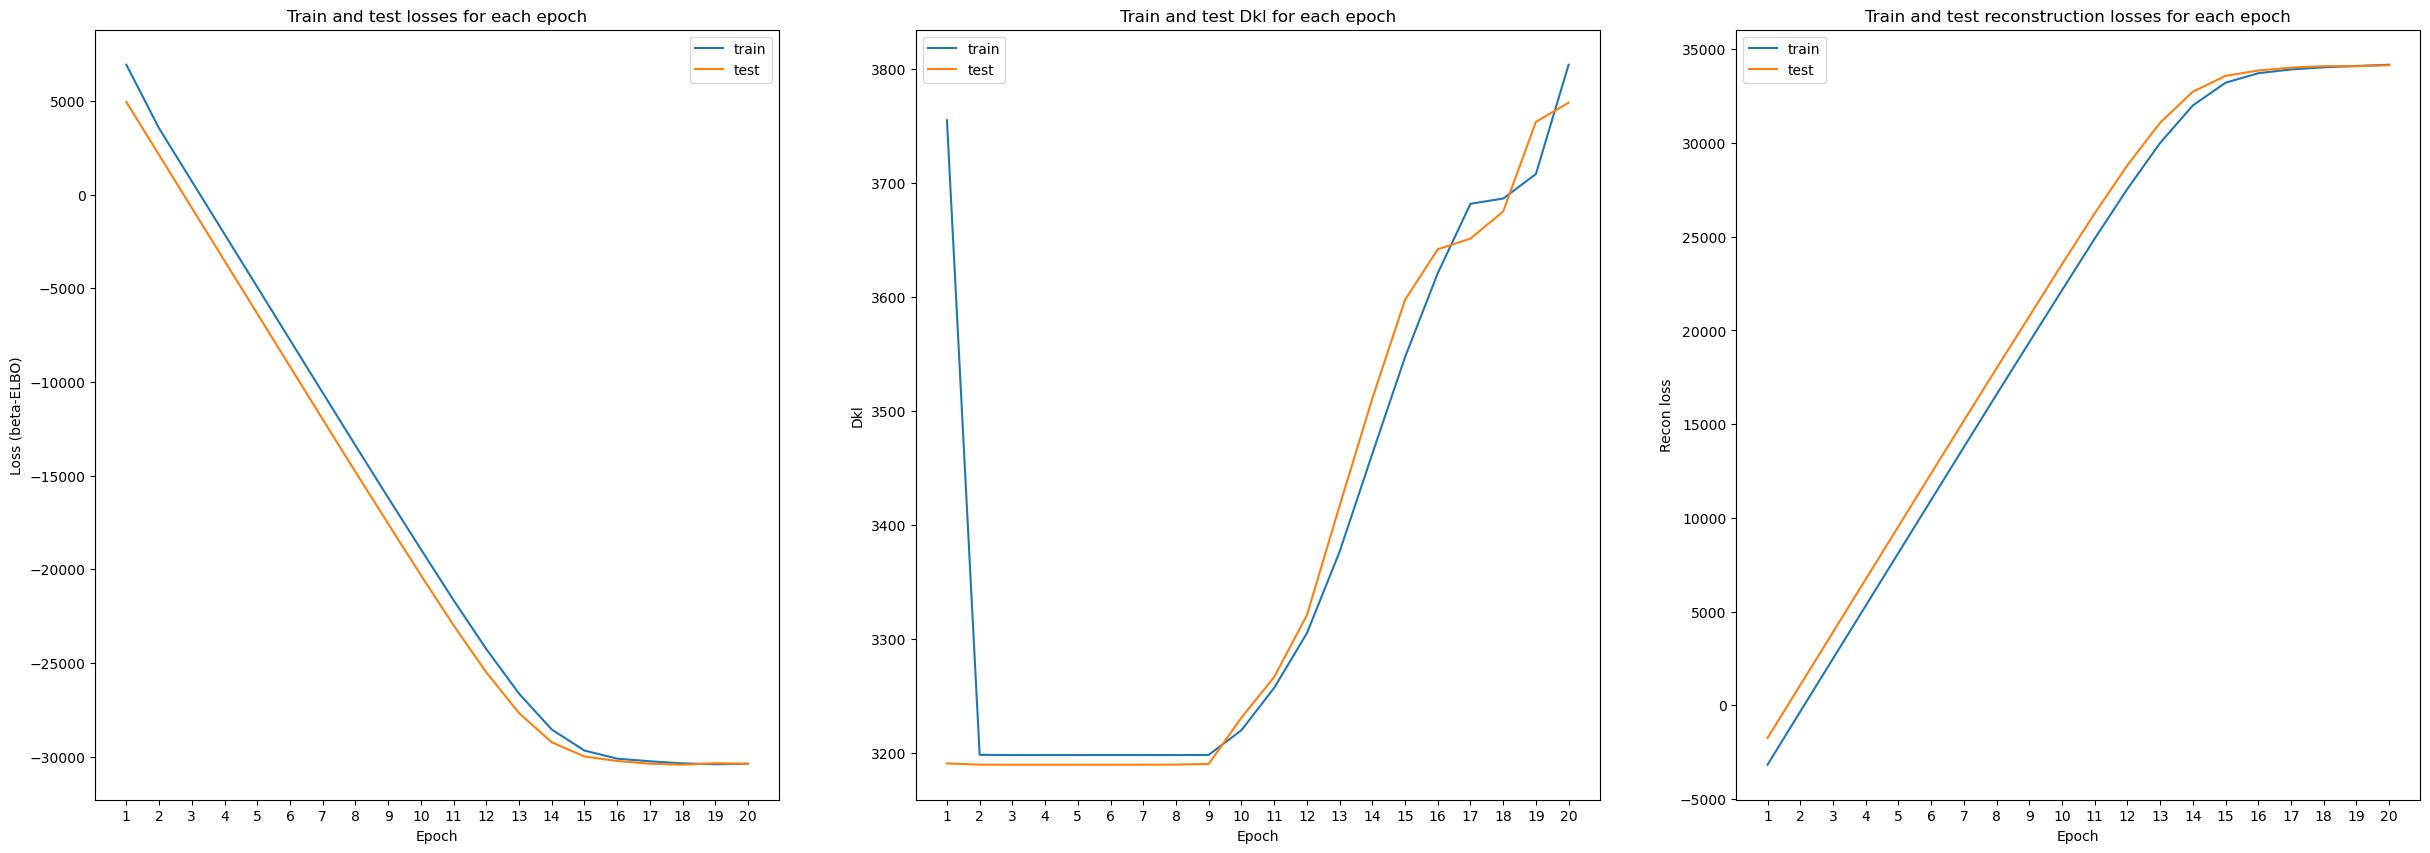 Train and test losses for each epoch
train
test
5000
0
−5000
−10000
−15000
−20000
−25000
−30000
Loss (beta-ELBO)
1 2 3 4 5 6 7 8 9 10 11 12 13 14 15 16 17 18 19 20
Epoch
Train and test Dkl for each epoch
train
test
3800
3700
3600
3500
3400
3300
3200
Dkl
1 2 3 4 5 6 7 8 9 10 11 12 13 14 15 16 17 18 19 20
Epoch
Train and test reconstruction losses for each epoch
train
test
35000
30000
25000
20000
15000
10000
5000
0
−5000
Recon loss
1 2 3 4 5 6 7 8 9 10 11 12 13 14 15 16 17 18 19 20
Epoch